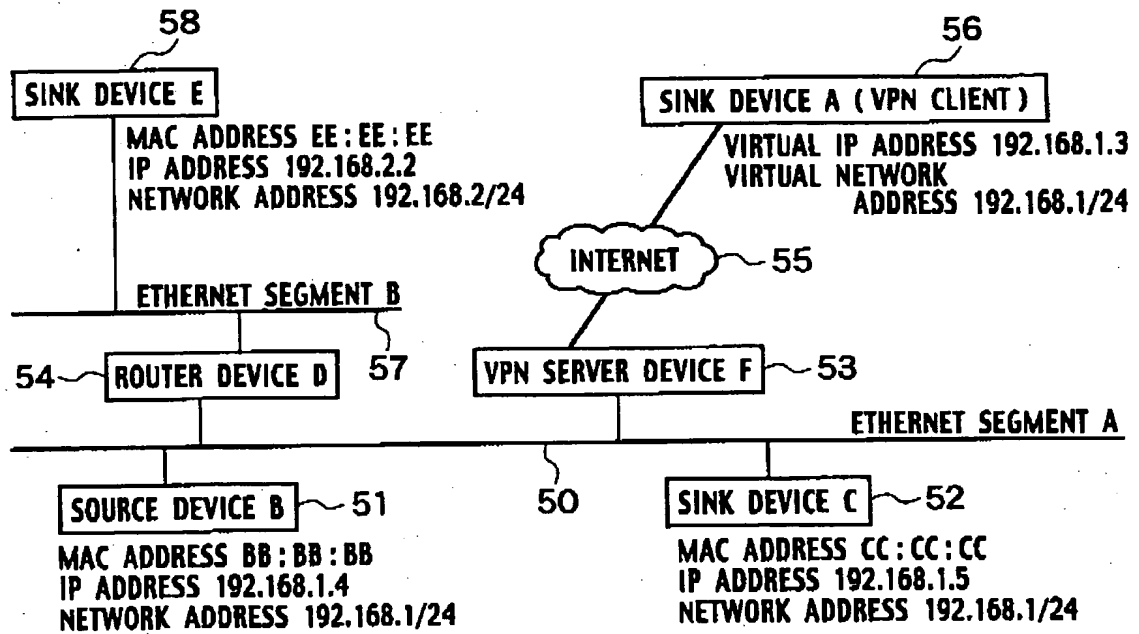 58
SINK DEVICE E
MAC ADDRESS EE:EE:EE
IP ADDRESS 192.168.2.2
NETWORK ADDRESS 192.168.2/24
56
SINK DEVICE A (VPN CLIENT)
VIRTUAL IP ADDRESS 192.168.1.3
VIRTUAL NETWORK
ADDRESS 192.168.1/24
INTERNET
55
ETHERNET SEGMENT B
57
54
ROUTER DEVICE D
VPN SERVER DEVICE F
53
ETHERNET SEGMENT A
50
SOURCE DEVICE B
51
MAC ADDRESS BB:BB:BB
IP ADDRESS 192.168.1.4
NETWORK ADDRESS 192.168.1/24
SINK DEVICE C
52
MAC ADDRESS CC:CC:CC
IP ADDRESS 192.168.1.5
NETWORK ADDRESS 192.168.1/24